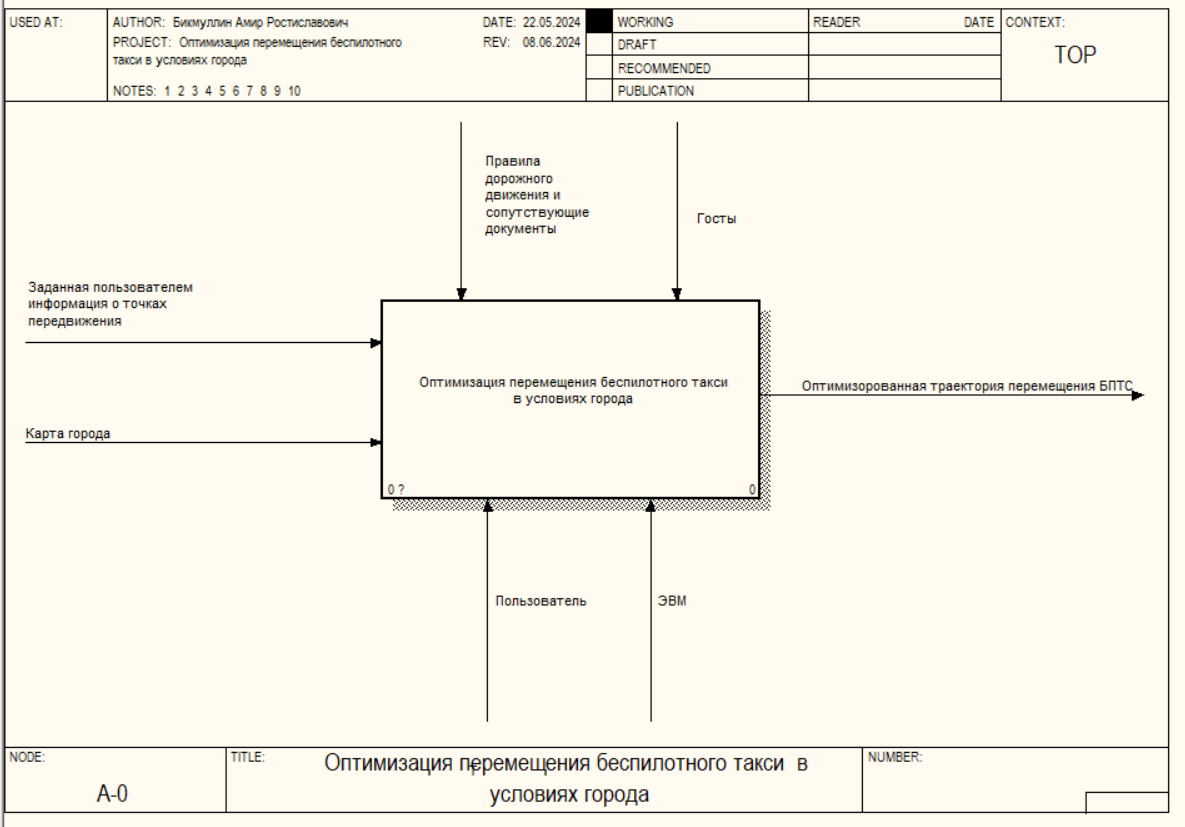 USED AT:
AUTHOR: Бикмуллин Амир Ростиславович
DATE: 22.05.2024
PROJECT: Оптимизация перемещения беспилотного
такси в условиях города
REV: 08.06.2024
NOTES: 1 2 3 4 5 6 7 8 9 10
WORKING
DRAFT
RECOMMENDED
PUBLICATION
READER
DATE
CONTEXT:
TOP
Правила
дорожного
движения и
сопутствующие
документы
Госты
Заданная пользователем
информация о точках
передвижения
Карта города
Оптимизация перемещения беспилотного такси
в условиях города
0 ?
0
Оптимизорованная траектория перемещения БПТС
Пользователь
ЭВМ
NODE:
A-0
TITLE:
Оптимизация перемещения беспилотного такси в
условиях города
NUMBER: